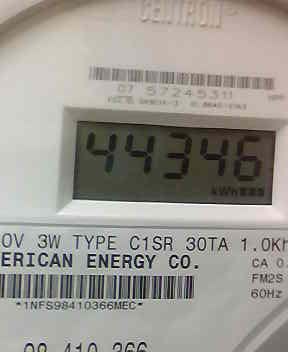 CENTRON
07 57245311
44346
kWh
0V 3W TYPE C1SR 30TA 1.0Kh
ERICAN ENERGY CO. CA 0.
FM2S
*1NFS98410366MEC* 60Hz
98 410 366